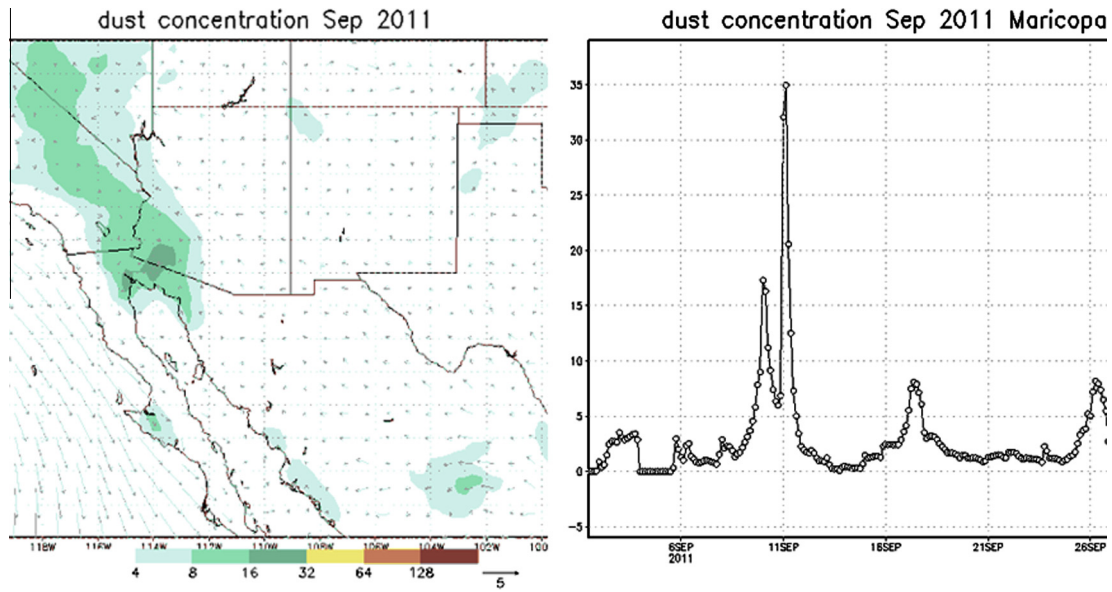 dust concentration Sep 2011
118W 116W 114W 112W 110W 108W 106W 104W 102W 100
4 8 16 32 64 128
5
dust concentration Sep 2011 Maricopa
35
30
25
20
15
10
5
0
-5
6SEP 11SEP 16SEP 21SEP 26SEP
2011